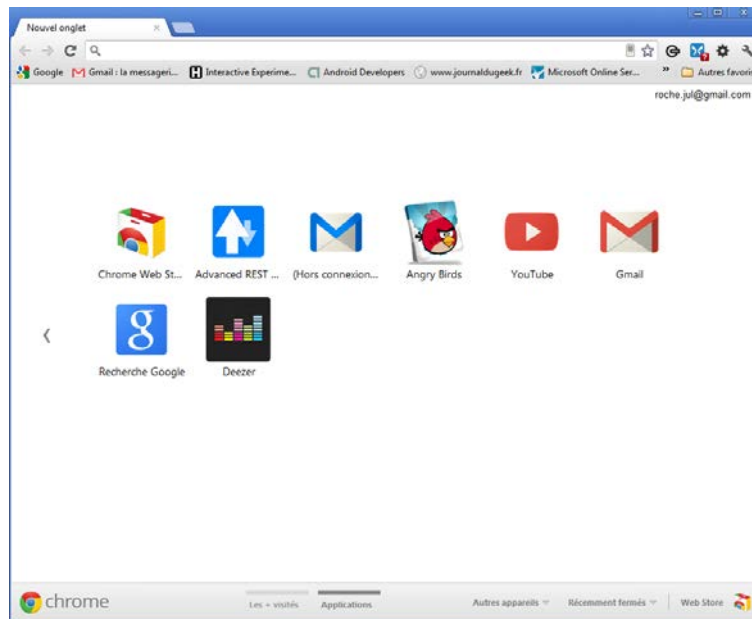 Nouvel onglet
Google Gmail : la messageri... Interactive Experime... Android Developers www.journaldugeek.fr Microsoft Online Ser... » Autres favoris
roche.jul@gmail.com
Chrome Web St... Advanced REST ... (Hors connexion... Angry Birds YouTube Gmail
Recherche Google Deezer
chrome Les + visités Applications Autres appareils Récemment fermés Web Store